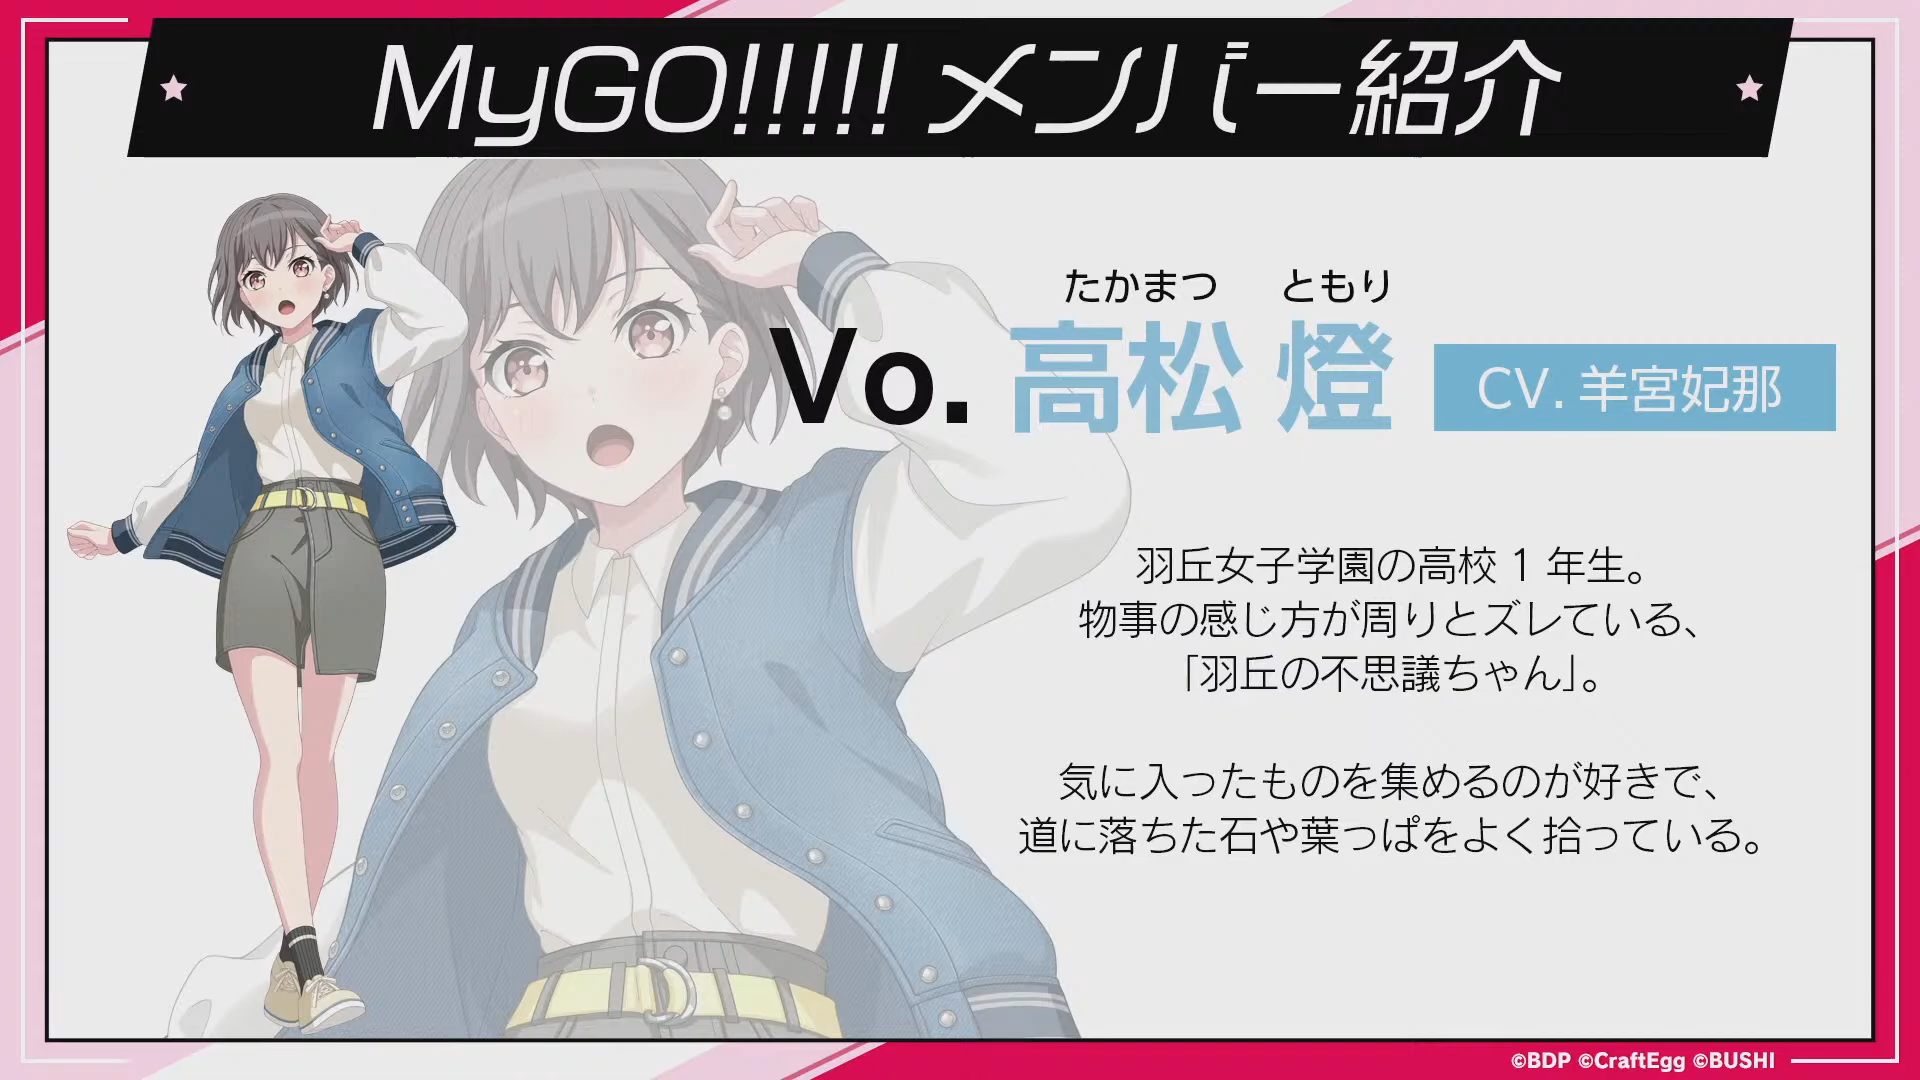 MyGO!!!!! メンバー紹介
たかまつ ともり
Vo. 高松 燈
CV. 羊宮妃那
羽丘女子学園の高校1年生。
物事の感じ方が周りとズレている、
「羽丘の不思議ちゃん」。
気に入ったものを集めるのが好きで、
道に落ちた石や葉っぱをよく拾っている。
©BDP ©CraftEgg ©BUSHI